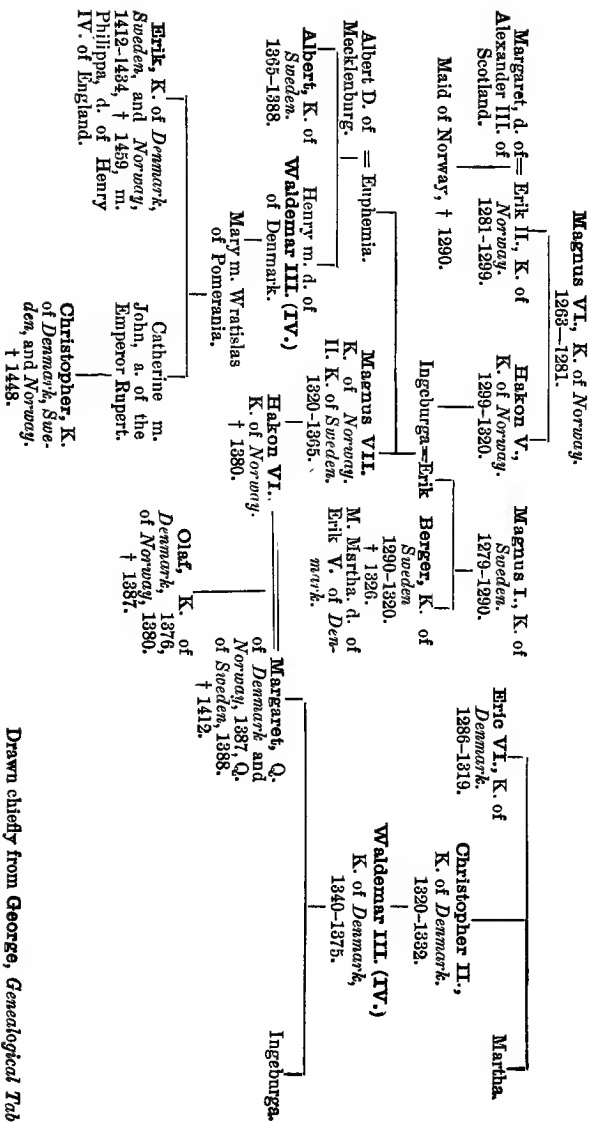 Magnus VI., K. of Norway.
1263—1281.
Margaret, d. of = Erik II., K. of
Alexander III. of
Scotland.
Norway.
1281-1299.
Maid of Norway, † 1290.
Hakon V.,
K. of Norway.
1299-1320.
Magnus I., K. of
Sweden.
1279-1290.
Eric VI., K. of
Denmark.
1286-1319.
Christopher II.,
K. of Denmark.
1320-1332.
Martha.
Albert D. of = Euphemia.
Mecklenburg.
Ingeburga=Erik
Berger, K. of
Sweden
1290-1320.
† 1326.
M. Martha. d. of
Erik V. of Den-
mark.
Albert, K. of
Sweden.
1365-1388.
Henry m. d. of
Waldemar III. (IV.)
of Denmark.
Magnus VII.
K. of Norway.
II. K. of Sweden.
1320-1365.
Waldemar III. (IV.)
K. of Denmark,
1340-1375.
Mary m. Wratislas
of Pomerania.
Hakon VI.
K. of Norway.
† 1380.
Margaret, Q.
of Denmark and
Norway, 1387, Q.
of Sweden, 1388.
† 1412.
Ingeburga.
Erik, K. of Denmark,
Sweden, and Norway,
1412-1434, † 1459, m.
Philippa, d. of Henry
IV. of England.
Catherine m.
John, a. of the
Emperor Rupert.
Olaf, K. of
Denmark, 1376,
of Norway, 1380.
† 1387.
Christopher, K.
of Denmark, Swe-
den, and Norway.
† 1448.
Drawn chiefly from George, Genealogical Tab